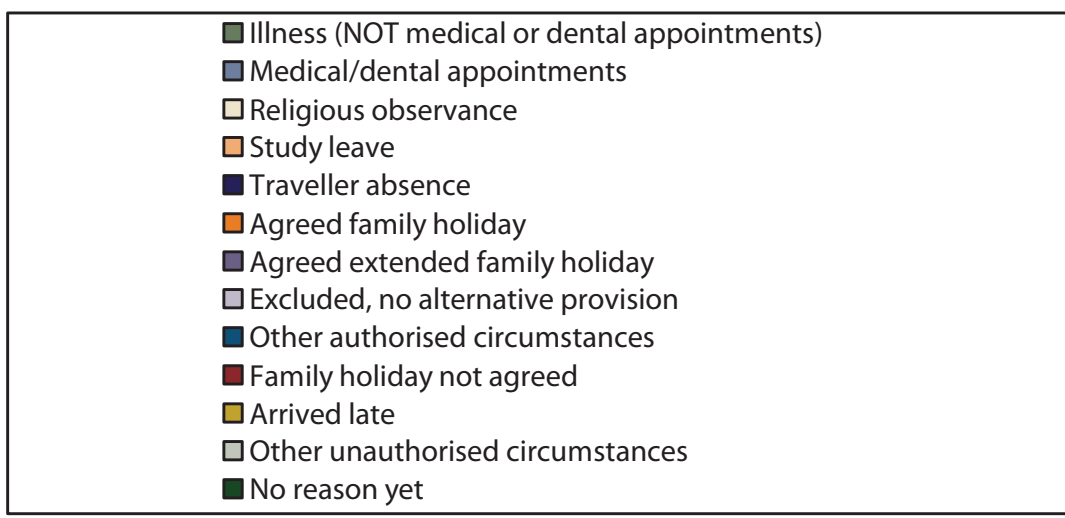 Illness (NOT medical or dental appointments)
Medical/dental appointments
Religious observance
Study leave
Traveller absence
Agreed family holiday
Agreed extended family holiday
Excluded, no alternative provision
Other authorised circumstances
Family holiday not agreed
Arrived late
Other unauthorised circumstances
No reason yet